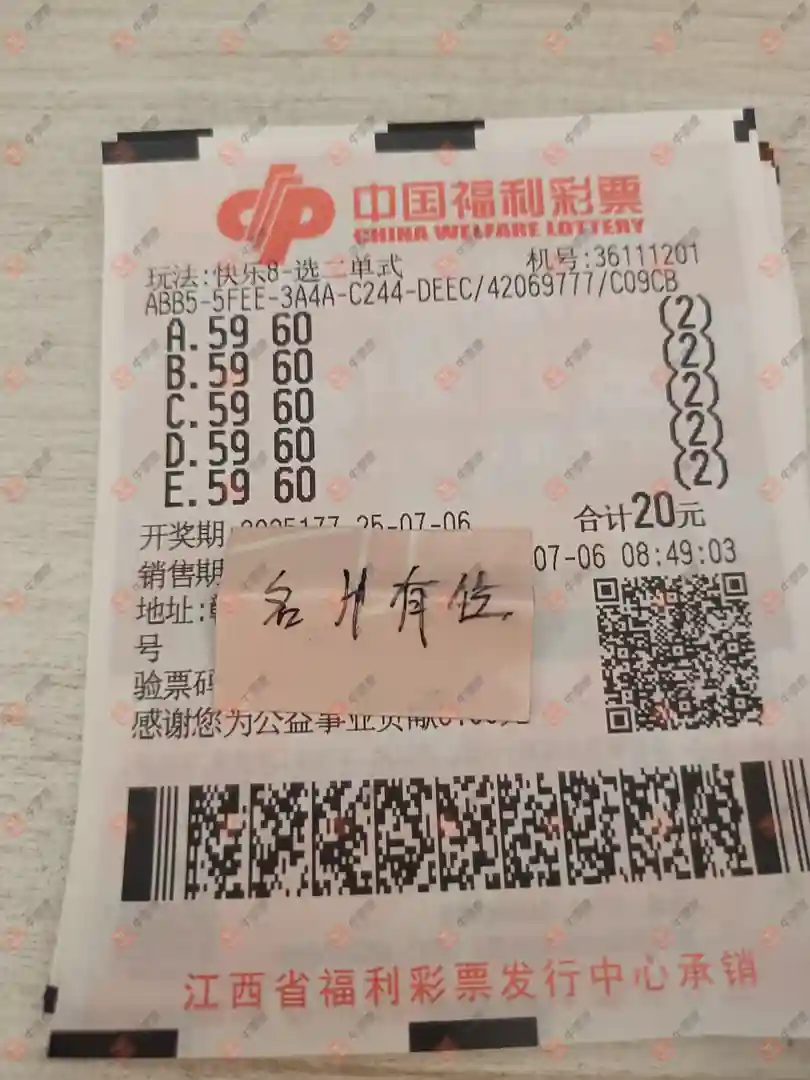 中国福利彩票
CHINA WELFARE LOTTERY
玩法:快乐8-选二单式 机号:36111201
ABB5-5FEE-3A4A-C244-DEEC/42069777/C09CB
A.59 60 (2)
B.59 60 (2)
C.59 60 (2)
D.59 60 (2)
E.59 60 (2)
开奖期:2025177 25-07-06 合计20元
销售期 07-06 08:49:03
地址:
号
验票码
感谢您为公益事业贡献
名 有位
江西省福利彩票发行中心承销